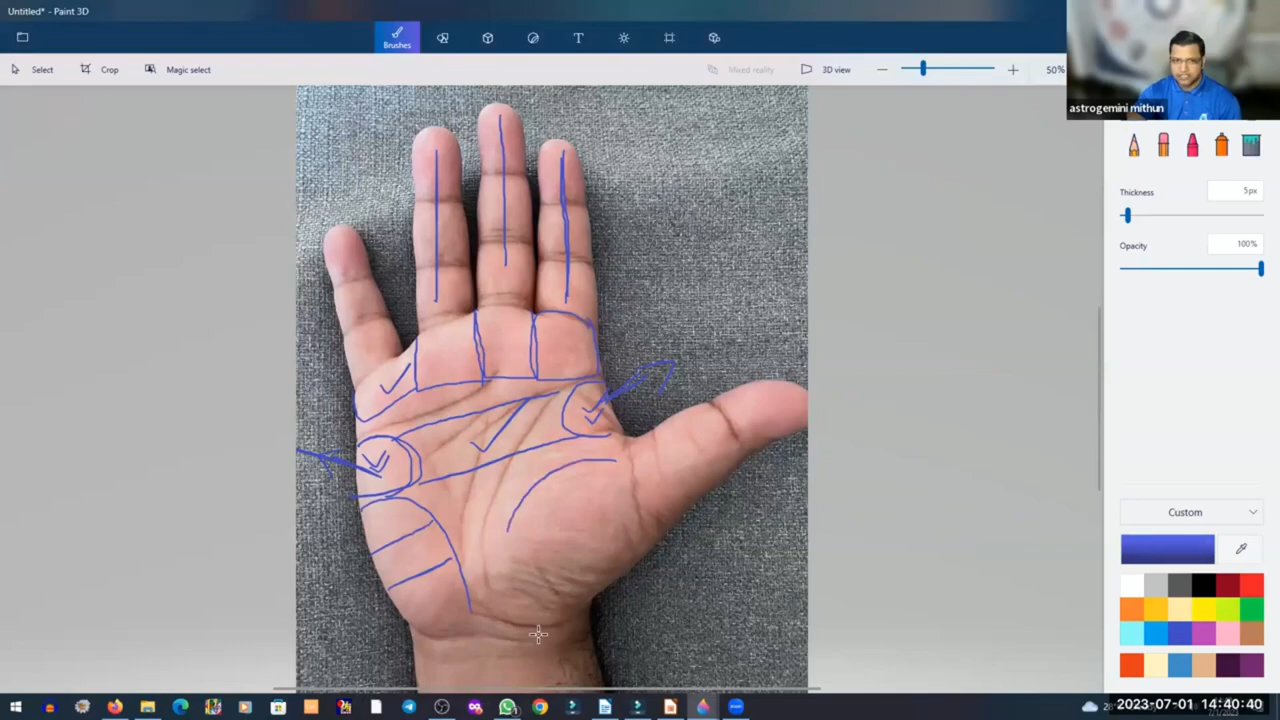 Untitled* - Paint 3D
Brushes
Select
Crop
Magic select
Mixed reality
3D view
50%
astrogemini mithun
Thickness
5px
Opacity
100%
Custom
2023-07-01 14:40:40